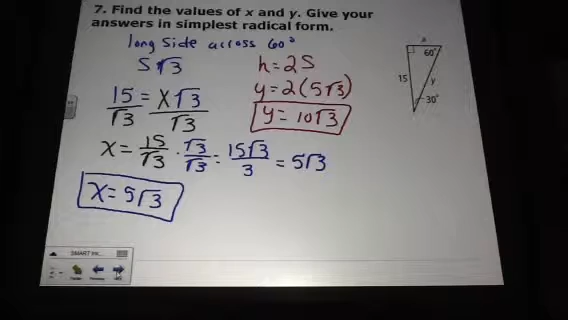 7. Find the values of x and y. Give your
answers in simplest radical form.
long side across 60°
S√3
15/√3 = x√3/√3
x = 15/√3 · √3/√3 = 15√3/3 = 5√3
x = 5√3
h = 2S
y = 2(5√3)
y = 10√3
x
60°
15
y
30°
SMART Inc...